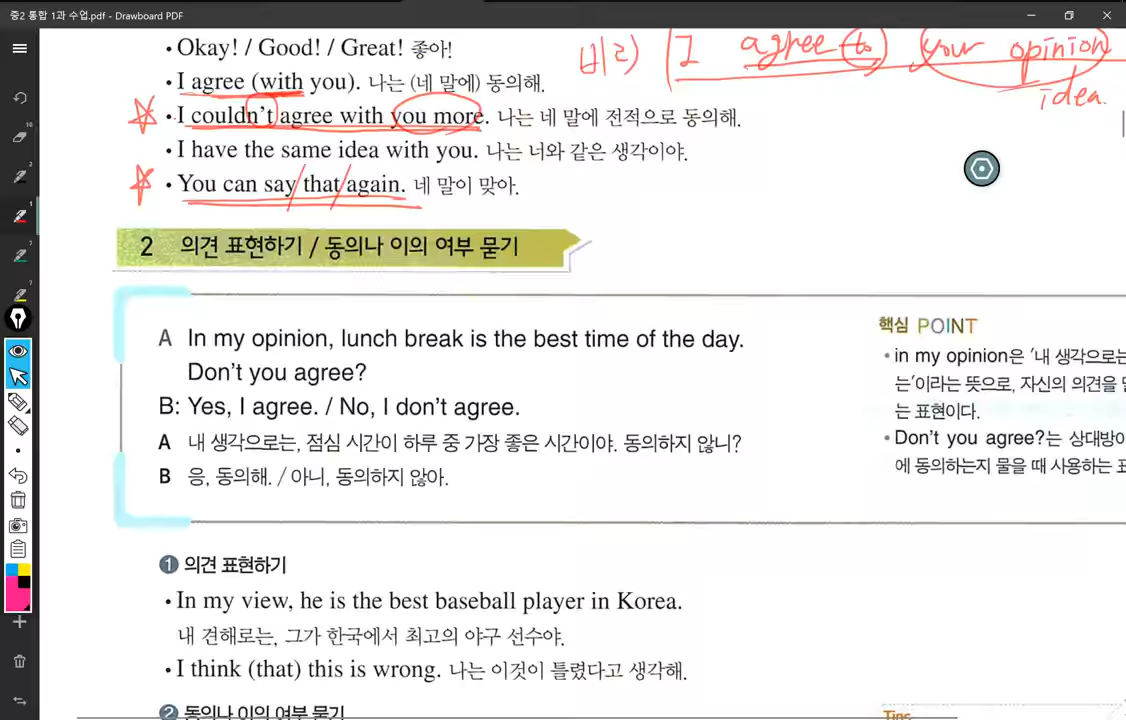 중2 통합 1과 수업.pdf - Drawboard PDF
• Okay! / Good! / Great! 좋아!
비교) I agree (to) your opinion
idea.
• I agree (with you). 나는 (네 말에) 동의해.
• I couldn't agree with you more. 나는 네 말에 전적으로 동의해.
• I have the same idea with you. 나는 너와 같은 생각이야.
• You can say / that / again. 네 말이 맞아.
2 의견 표현하기 / 동의나 이의 여부 묻기
A In my opinion, lunch break is the best time of the day.
Don't you agree?
B: Yes, I agree. / No, I don't agree.
A 내 생각으로는, 점심 시간이 하루 중 가장 좋은 시간이야. 동의하지 않니?
B 응, 동의해. / 아니, 동의하지 않아.
핵심 POINT
• in my opinion은 '내 생각으로는
는'이라는 뜻으로, 자신의 의견을
는 표현이다.
• Don't you agree?는 상대방이
에 동의하는지 물을 때 사용하는
1 의견 표현하기
• In my view, he is the best baseball player in Korea.
내 견해로는, 그가 한국에서 최고의 야구 선수야.
• I think (that) this is wrong. 나는 이것이 틀렸다고 생각해.
2 동의나 이의 여부 묻기
Tips